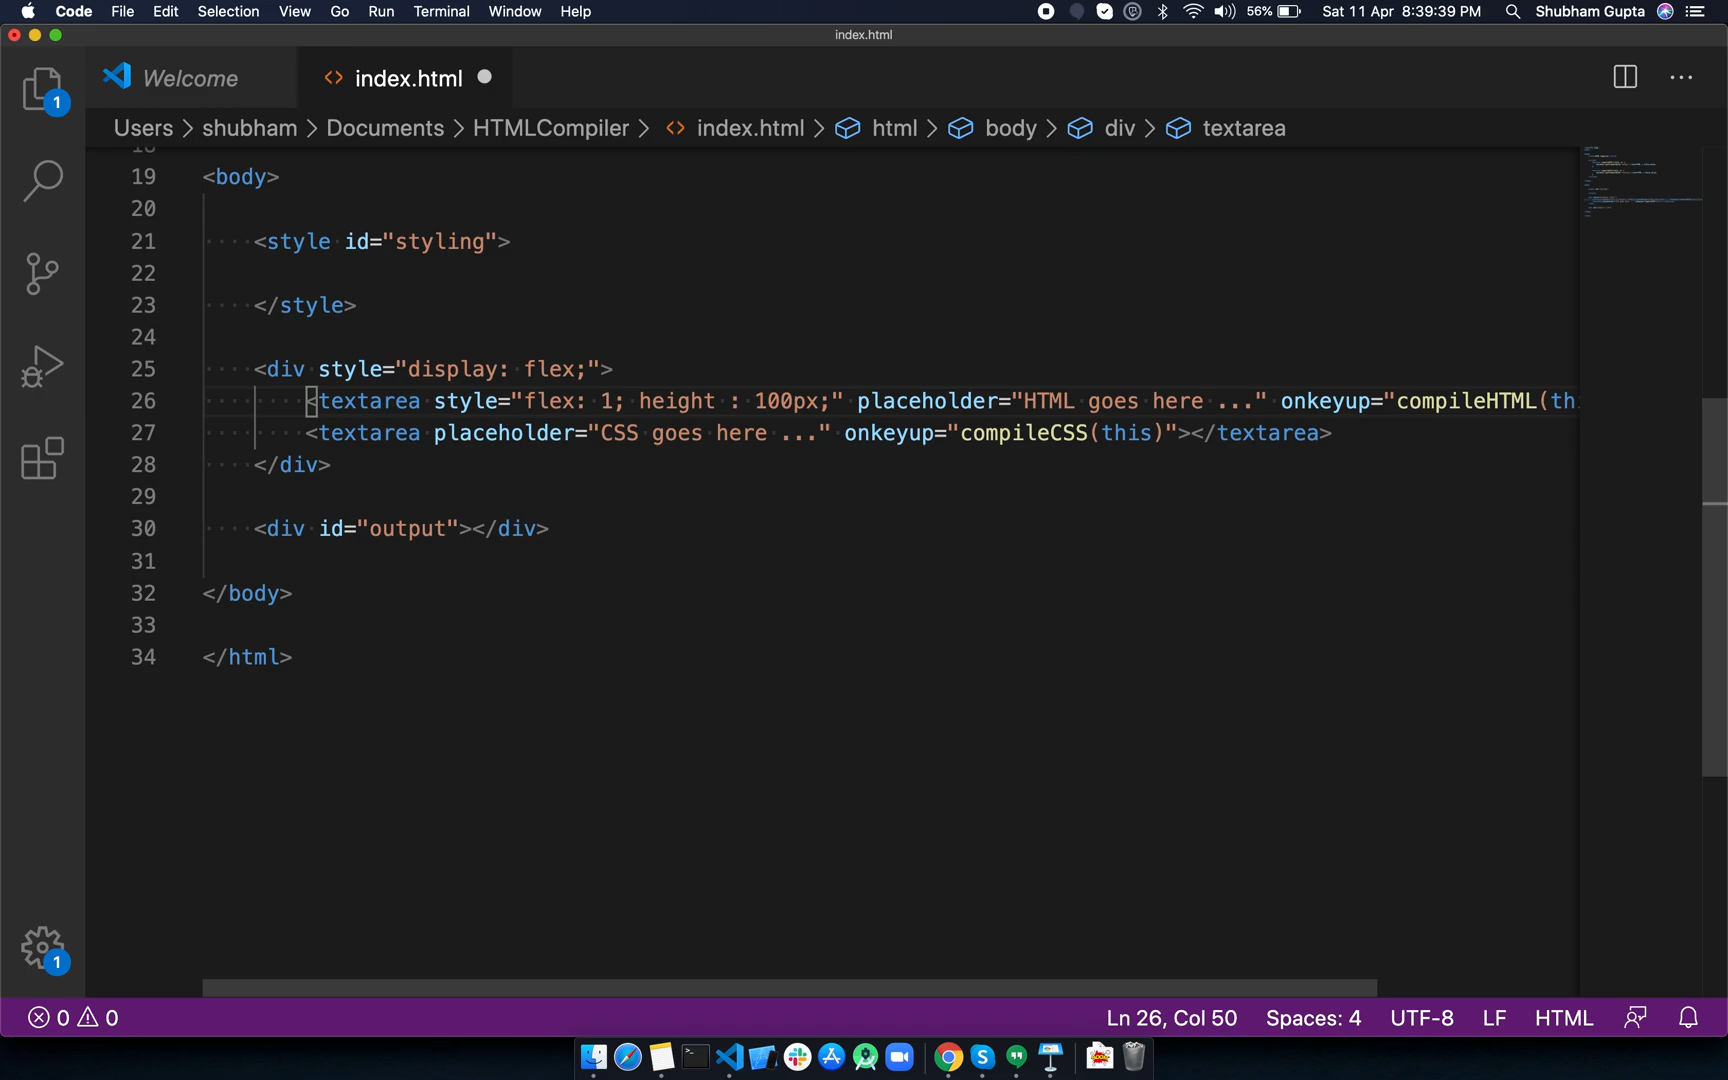 Code File Edit Selection View Go Run Terminal Window Help 56% Sat 11 Apr 8:39:39 PM Shubham Gupta
index.html
Welcome <> index.html
1
Users > shubham > Documents > HTMLCompiler > <> index.html > html > body > div > textarea
18
19 <body>
20
21 ····<style id="styling">
22
23 ····</style>
24
25 ····<div style="display: flex;">
26 ········<textarea style="flex: 1; height : 100px;" placeholder="HTML goes here ..." onkeyup="compileHTML(th
27 ········<textarea placeholder="CSS goes here ..." onkeyup="compileCSS(this)"></textarea>
28 ····</div>
29
30 ····<div id="output"></div>
31
32 </body>
33
34 </html>
1
0 0 Ln 26, Col 50 Spaces: 4 UTF-8 LF HTML